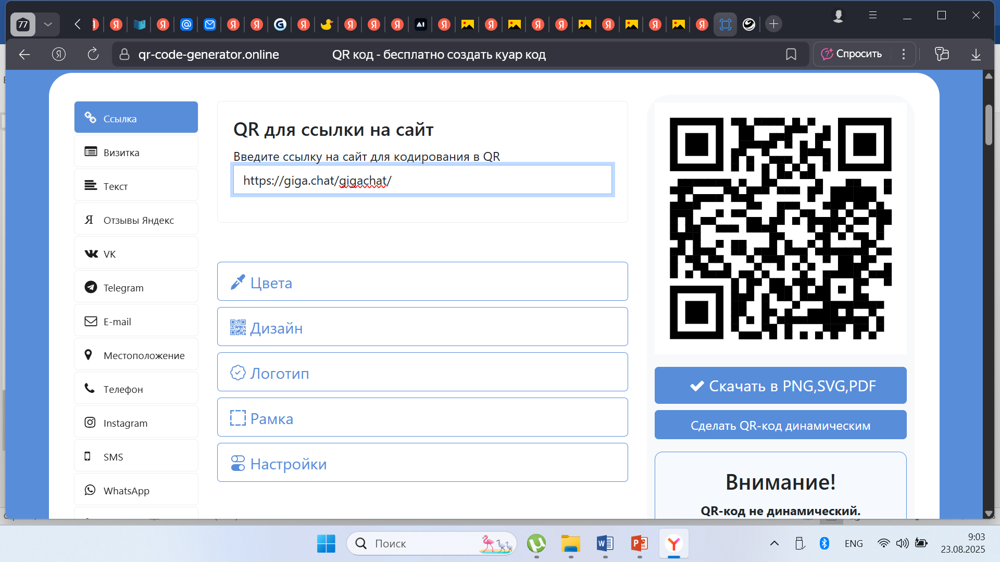 77
qr-code-generator.online
QR код - бесплатно создать куар код
Спросить
Ссылка
Визитка
Текст
Отзывы Яндекс
VK
Telegram
E-mail
Местоположение
Телефон
Instagram
SMS
WhatsApp
QR для ссылки на сайт
Введите ссылку на сайт для кодирования в QR
https://giga.chat/gigachat/
Цвета
Дизайн
Логотип
Рамка
Настройки
Скачать в PNG,SVG,PDF
Сделать QR-код динамическим
Внимание!
QR-код не динамический.
Поиск
ENG
9:03
23.08.2025